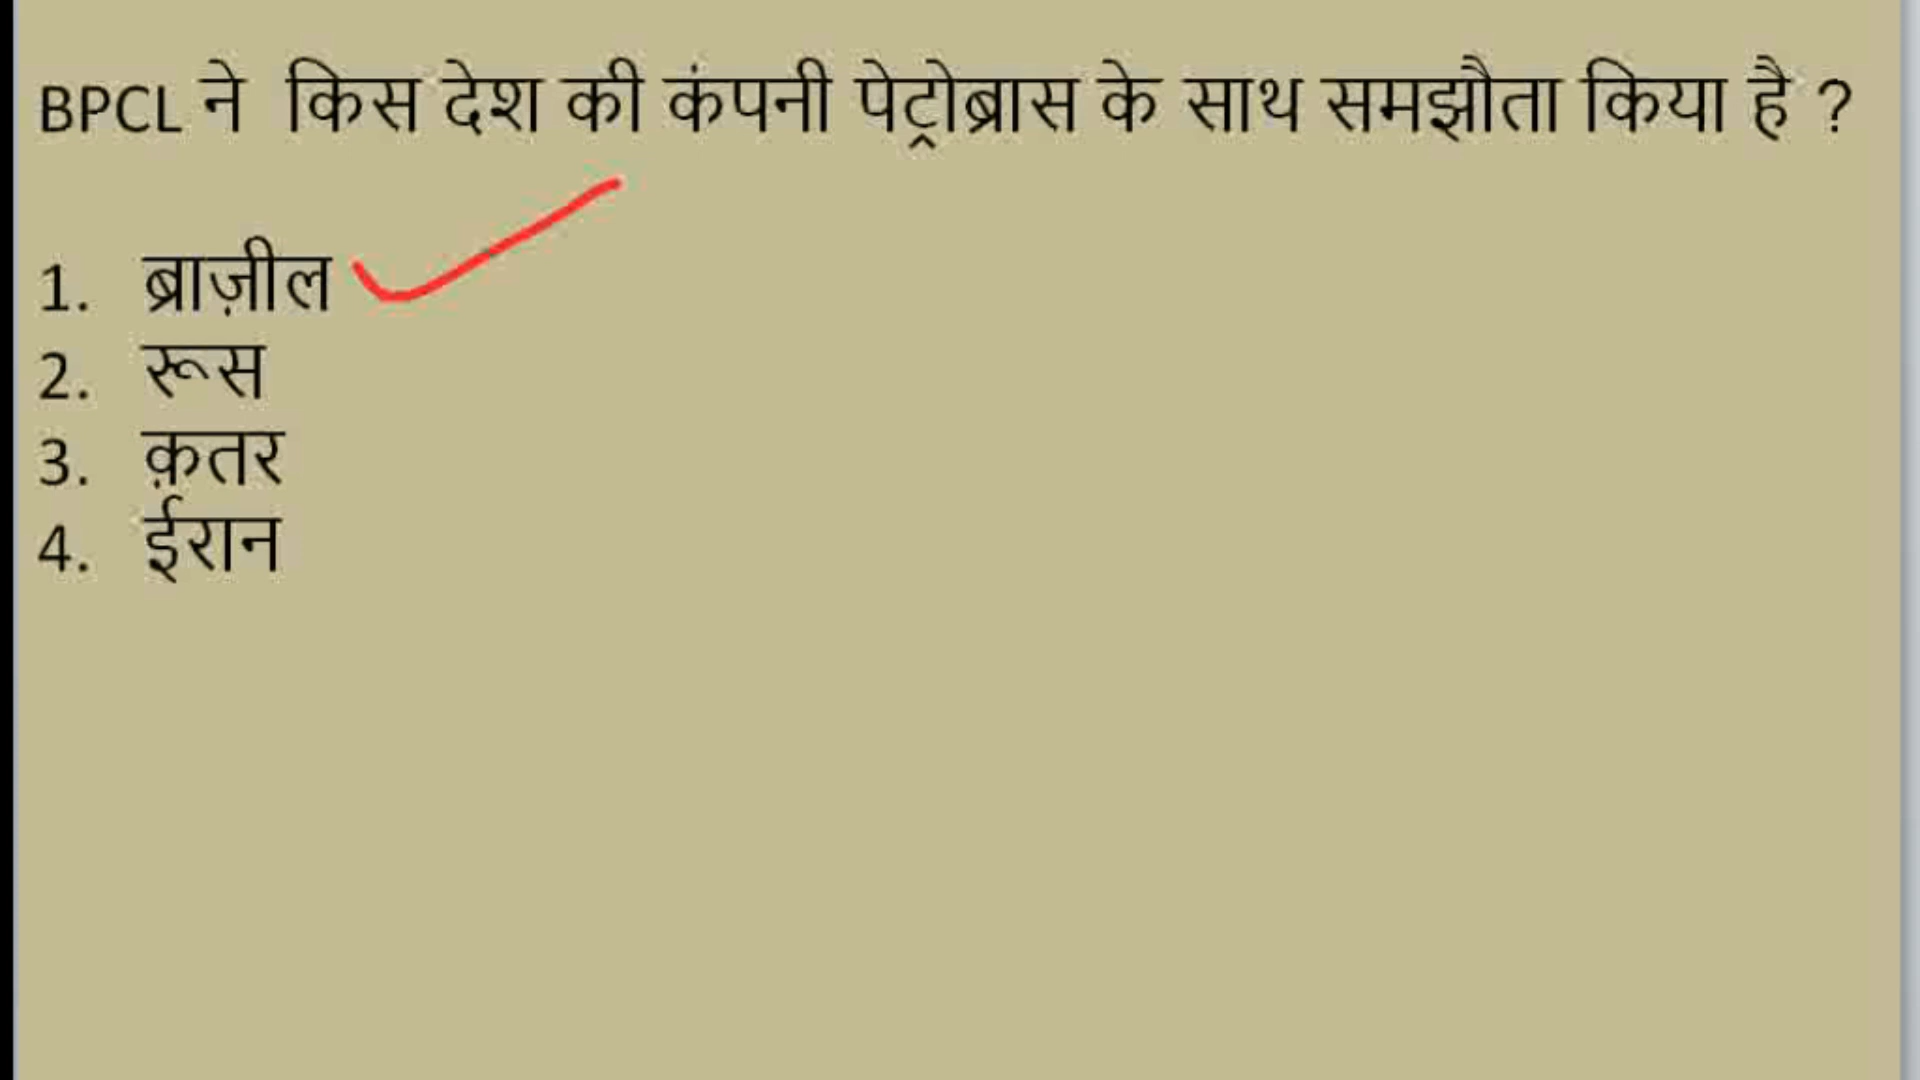 BPCL ने किस देश की कंपनी पेट्रोब्रास के साथ समझौता किया है ?
1. ब्राज़ील
2. रूस
3. क़तर
4. ईरान